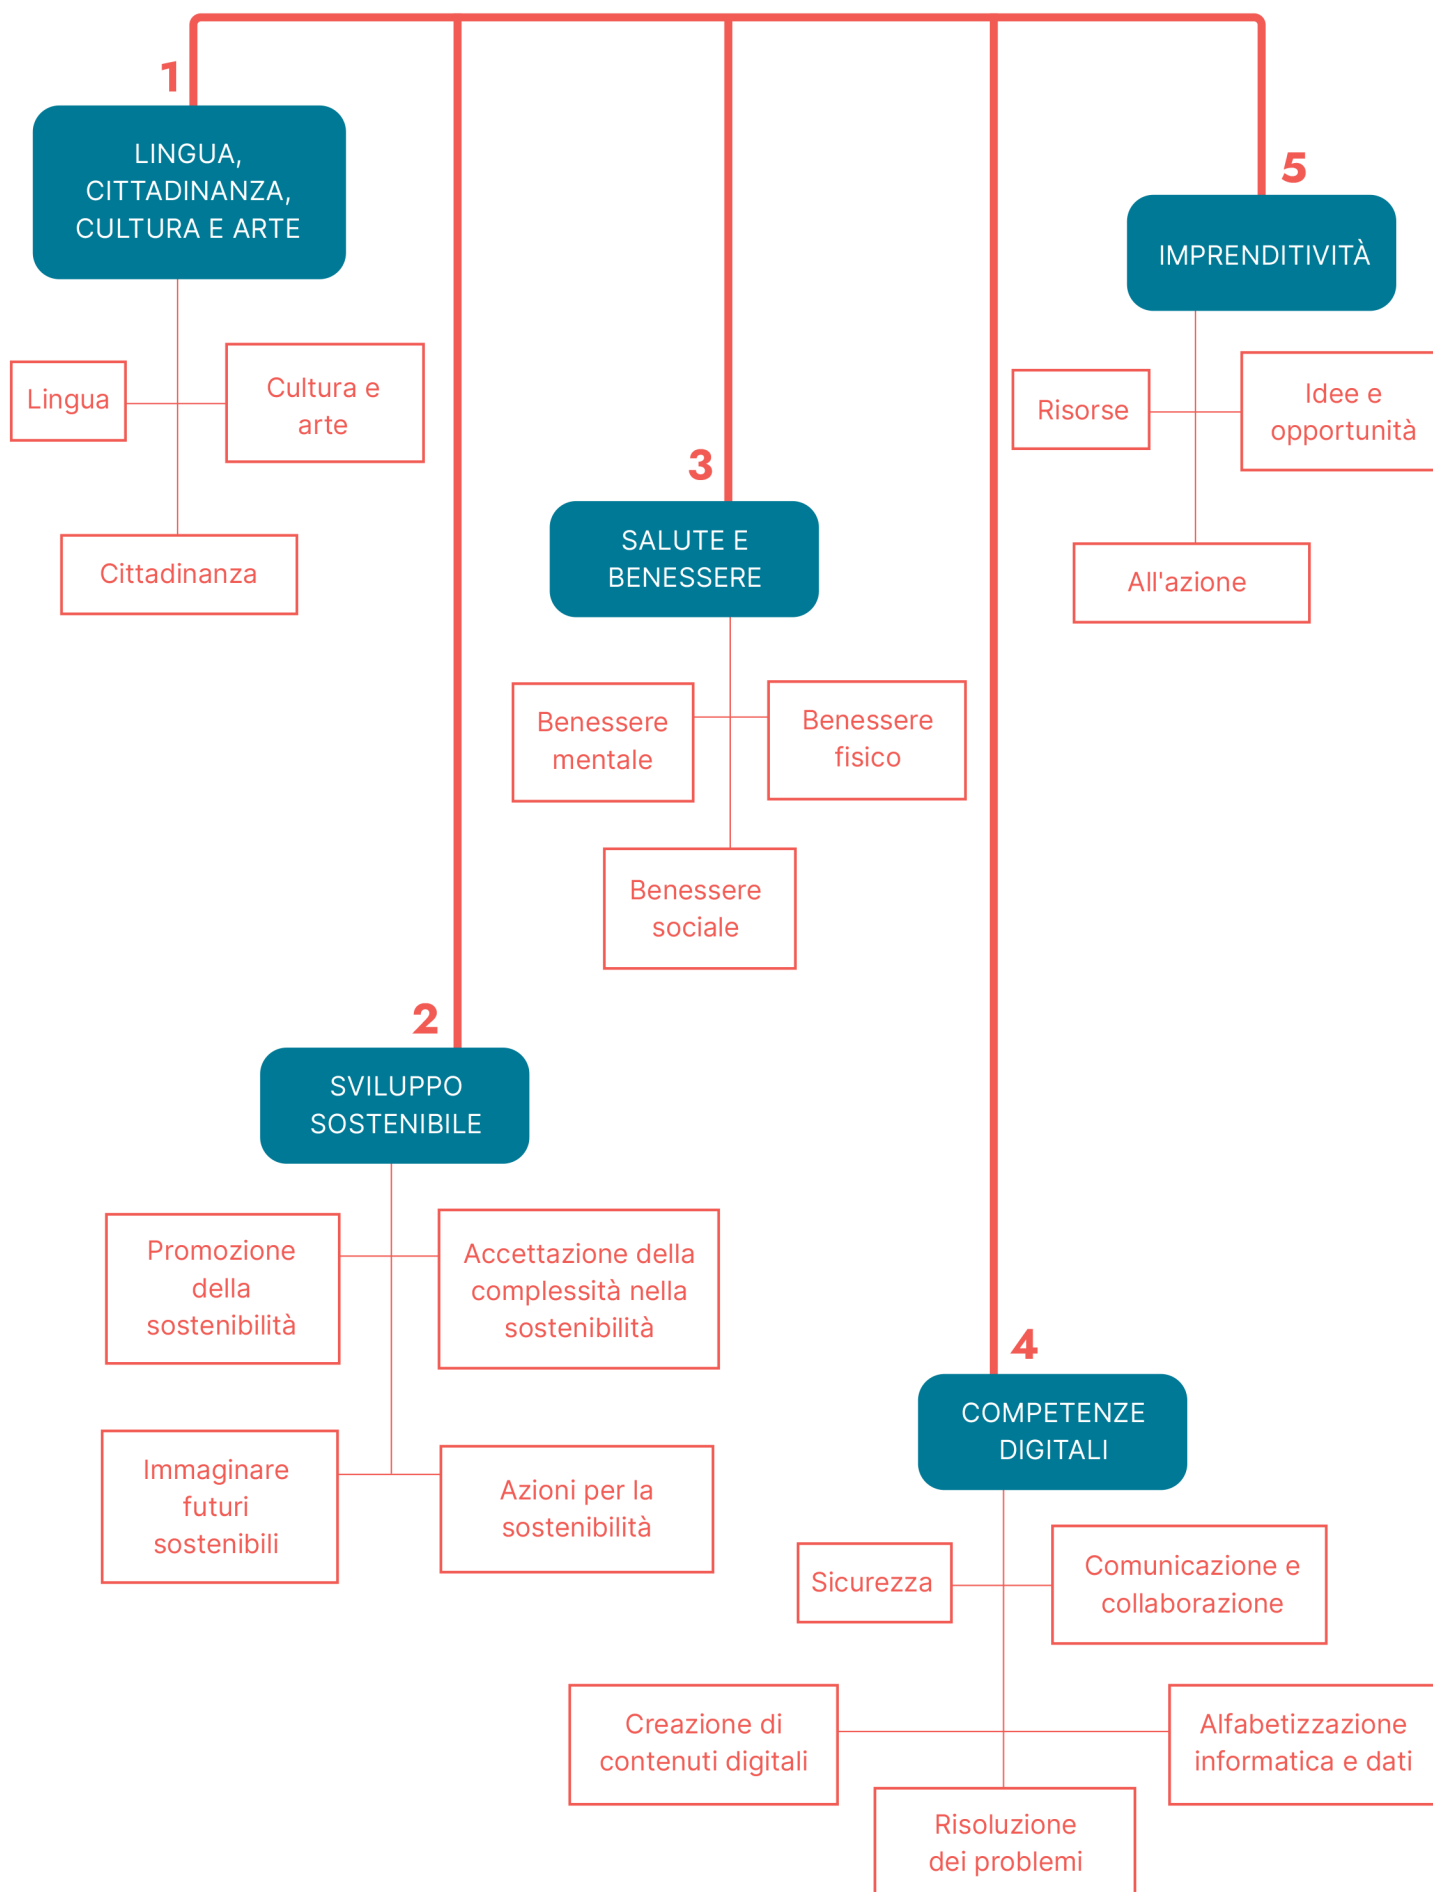 1
LINGUA,
CITTADINANZA,
CULTURA E ARTE
Lingua
Cultura e
arte
Cittadinanza
2
SVILUPPO
SOSTENIBILE
Promozione
della
sostenibilità
Accettazione della
complessità nella
sostenibilità
Immaginare
futuri
sostenibili
Azioni per la
sostenibilità
3
SALUTE E
BENESSERE
Benessere
mentale
Benessere
fisico
Benessere
sociale
4
COMPETENZE
DIGITALI
Sicurezza
Comunicazione e
collaborazione
Creazione di
contenuti digitali
Alfabetizzazione
informatica e dati
Risoluzione
dei problemi
5
IMPRENDITIVITÀ
Risorse
Idee e
opportunità
All'azione